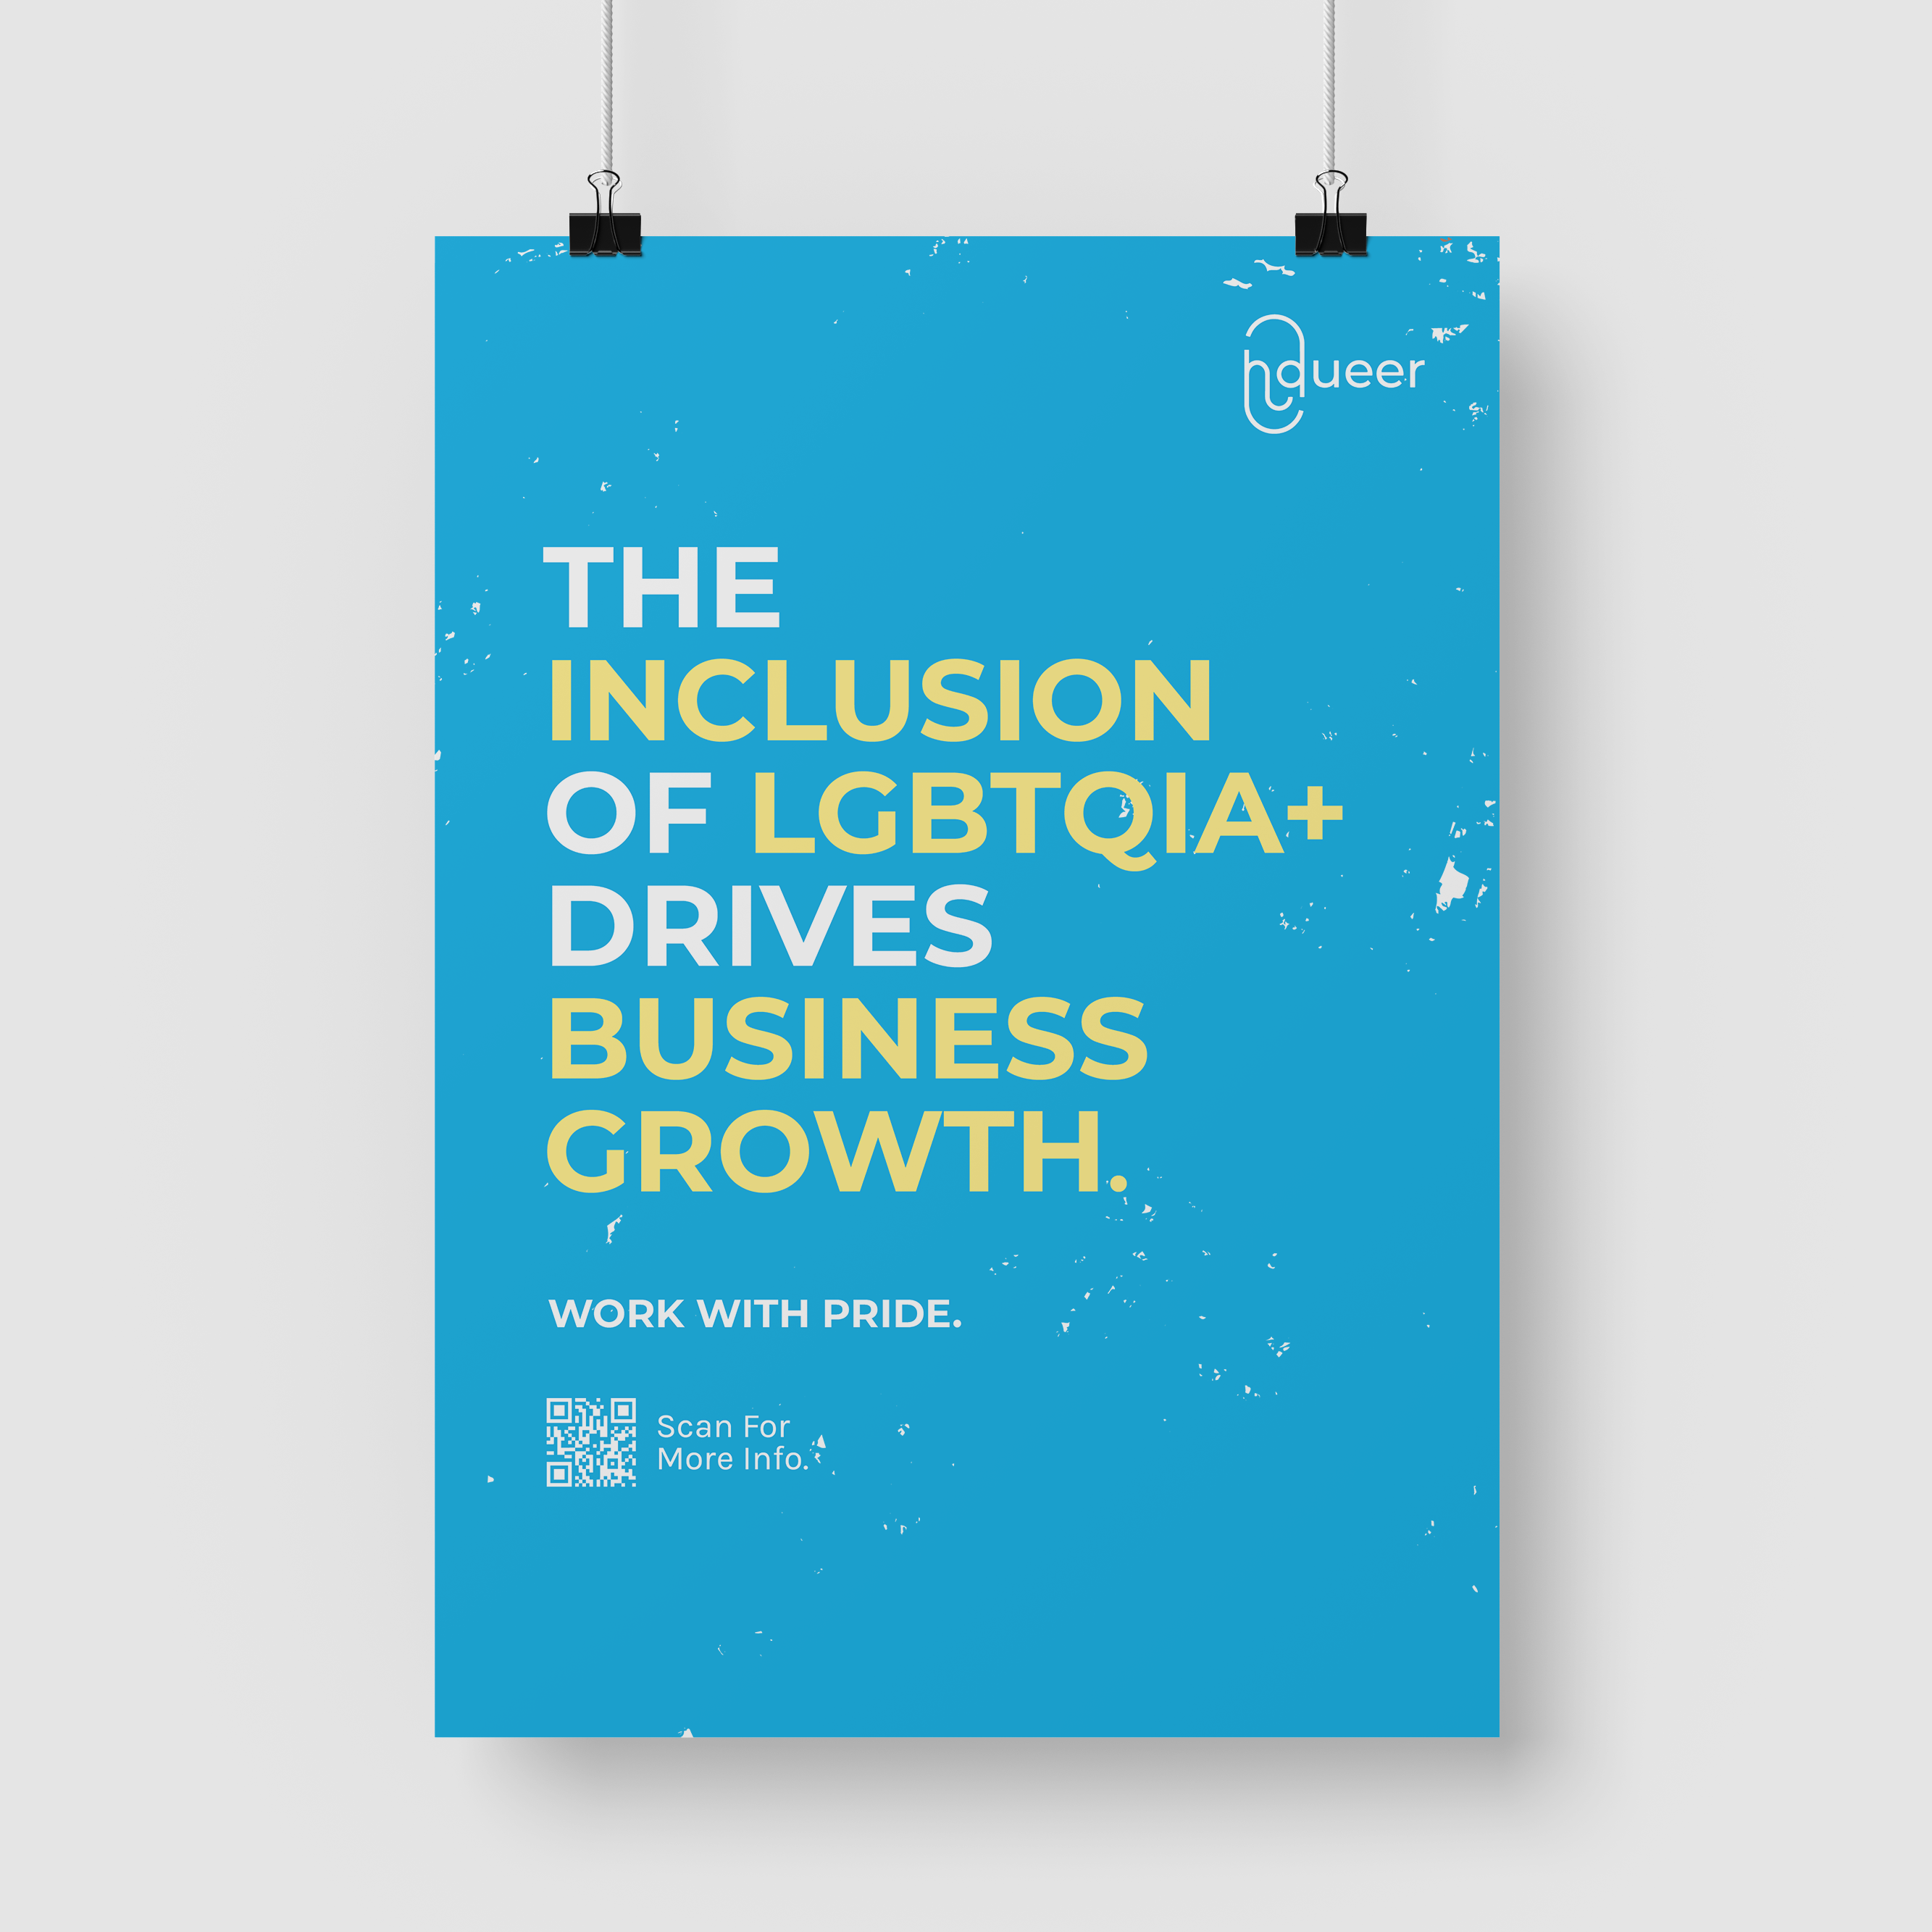 hqueer
THE
INCLUSION
OF LGBTQIA+
DRIVES
BUSINESS
GROWTH.
WORK WITH PRIDE.
Scan For
More Info.